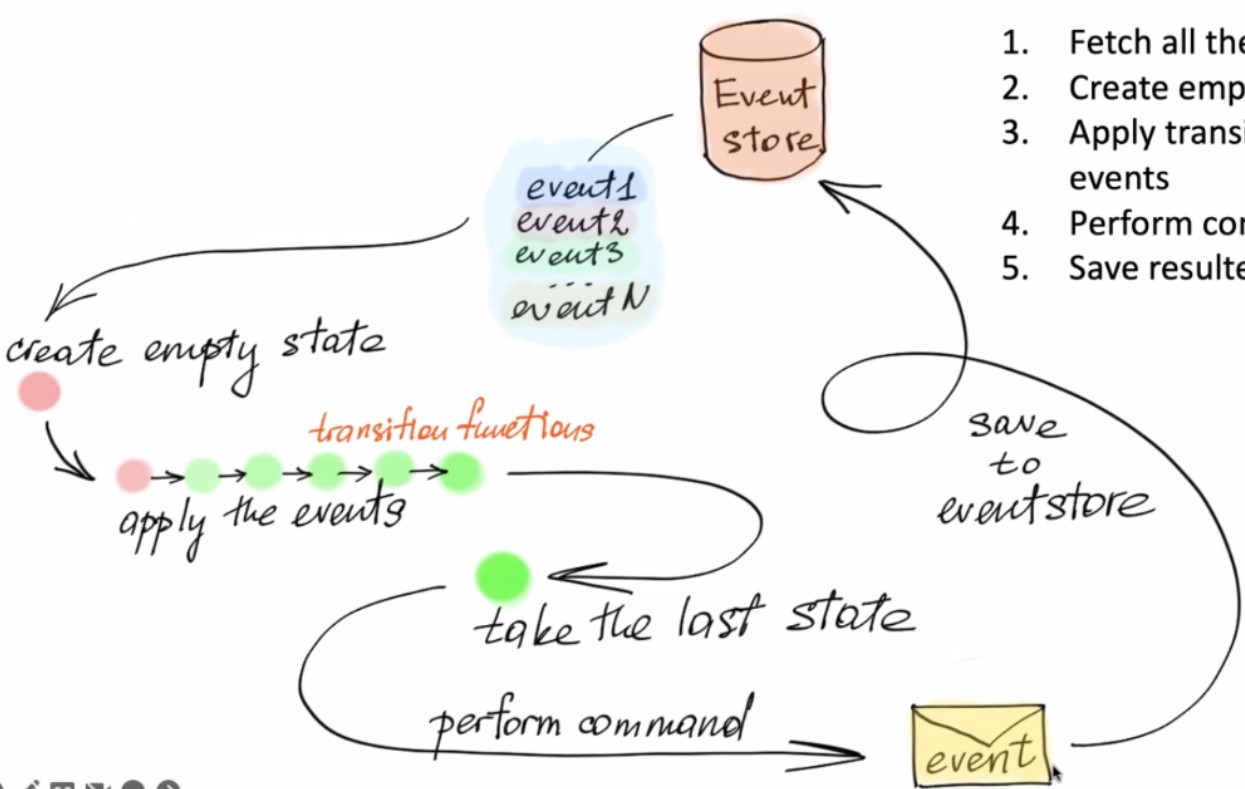 Event
store
event1
event2
event3
...
event N
create empty state
transition functions
apply the events
take the last state
perform command
event
save
to
eventstore
1. Fetch all the
2. Create emp
3. Apply transi
events
4. Perform co
5. Save resulte